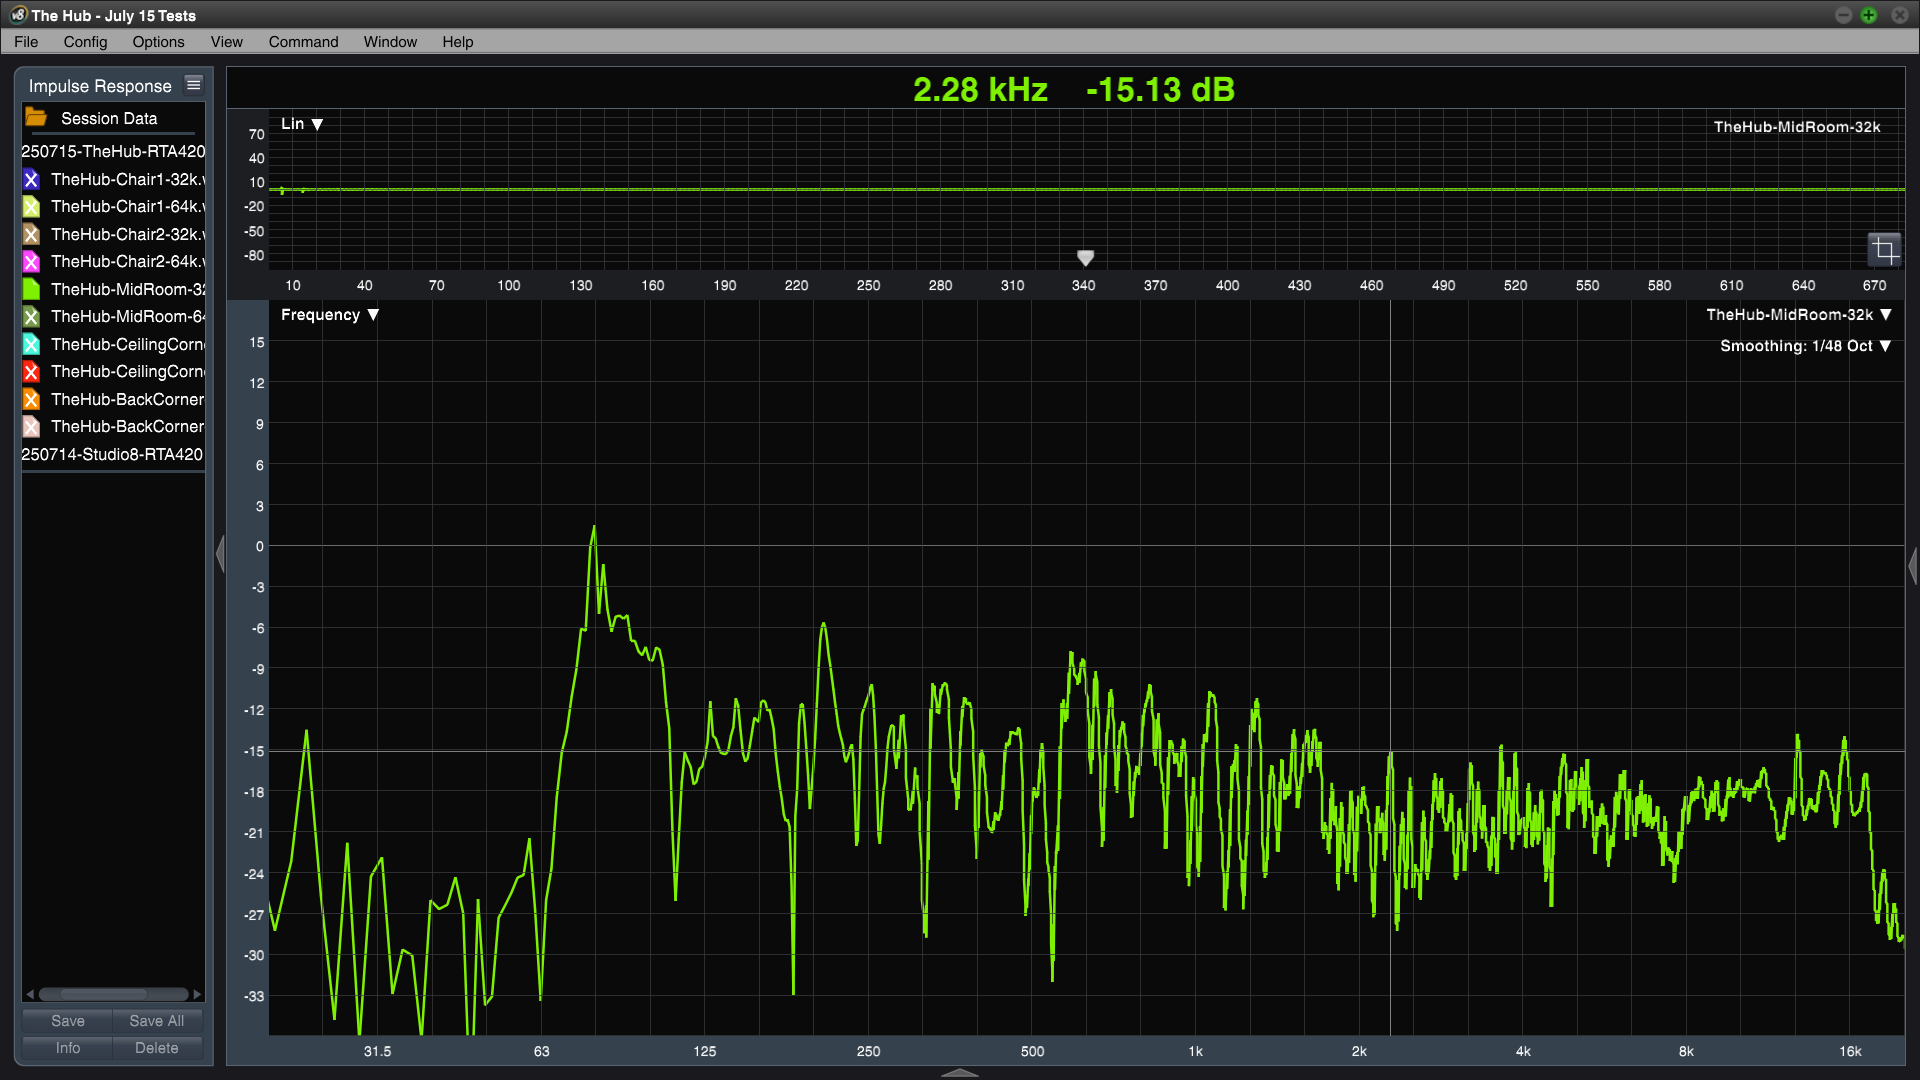 The Hub - July 15 Tests
File Config Options View Command Window Help
Impulse Response
Session Data
250715-TheHub-RTA420
TheHub-Chair1-32k.
TheHub-Chair1-64k.
TheHub-Chair2-32k.
TheHub-Chair2-64k.
TheHub-MidRoom-32
TheHub-MidRoom-64
TheHub-CeilingCorn
TheHub-CeilingCorn
TheHub-BackCorner
TheHub-BackCorner
250714-Studio8-RTA420
Save Save All
Info Delete
2.28 kHz -15.13 dB
Lin ▼
TheHub-MidRoom-32k
70
40
10
-20
-50
-80
10 40 70 100 130 160 190 220 250 280 310 340 370 400 430 460 490 520 550 580 610 640 670
Frequency ▼
TheHub-MidRoom-32k ▼
Smoothing: 1/48 Oct ▼
15
12
9
6
3
0
-3
-6
-9
-12
-15
-18
-21
-24
-27
-30
-33
31.5 63 125 250 500 1k 2k 4k 8k 16k